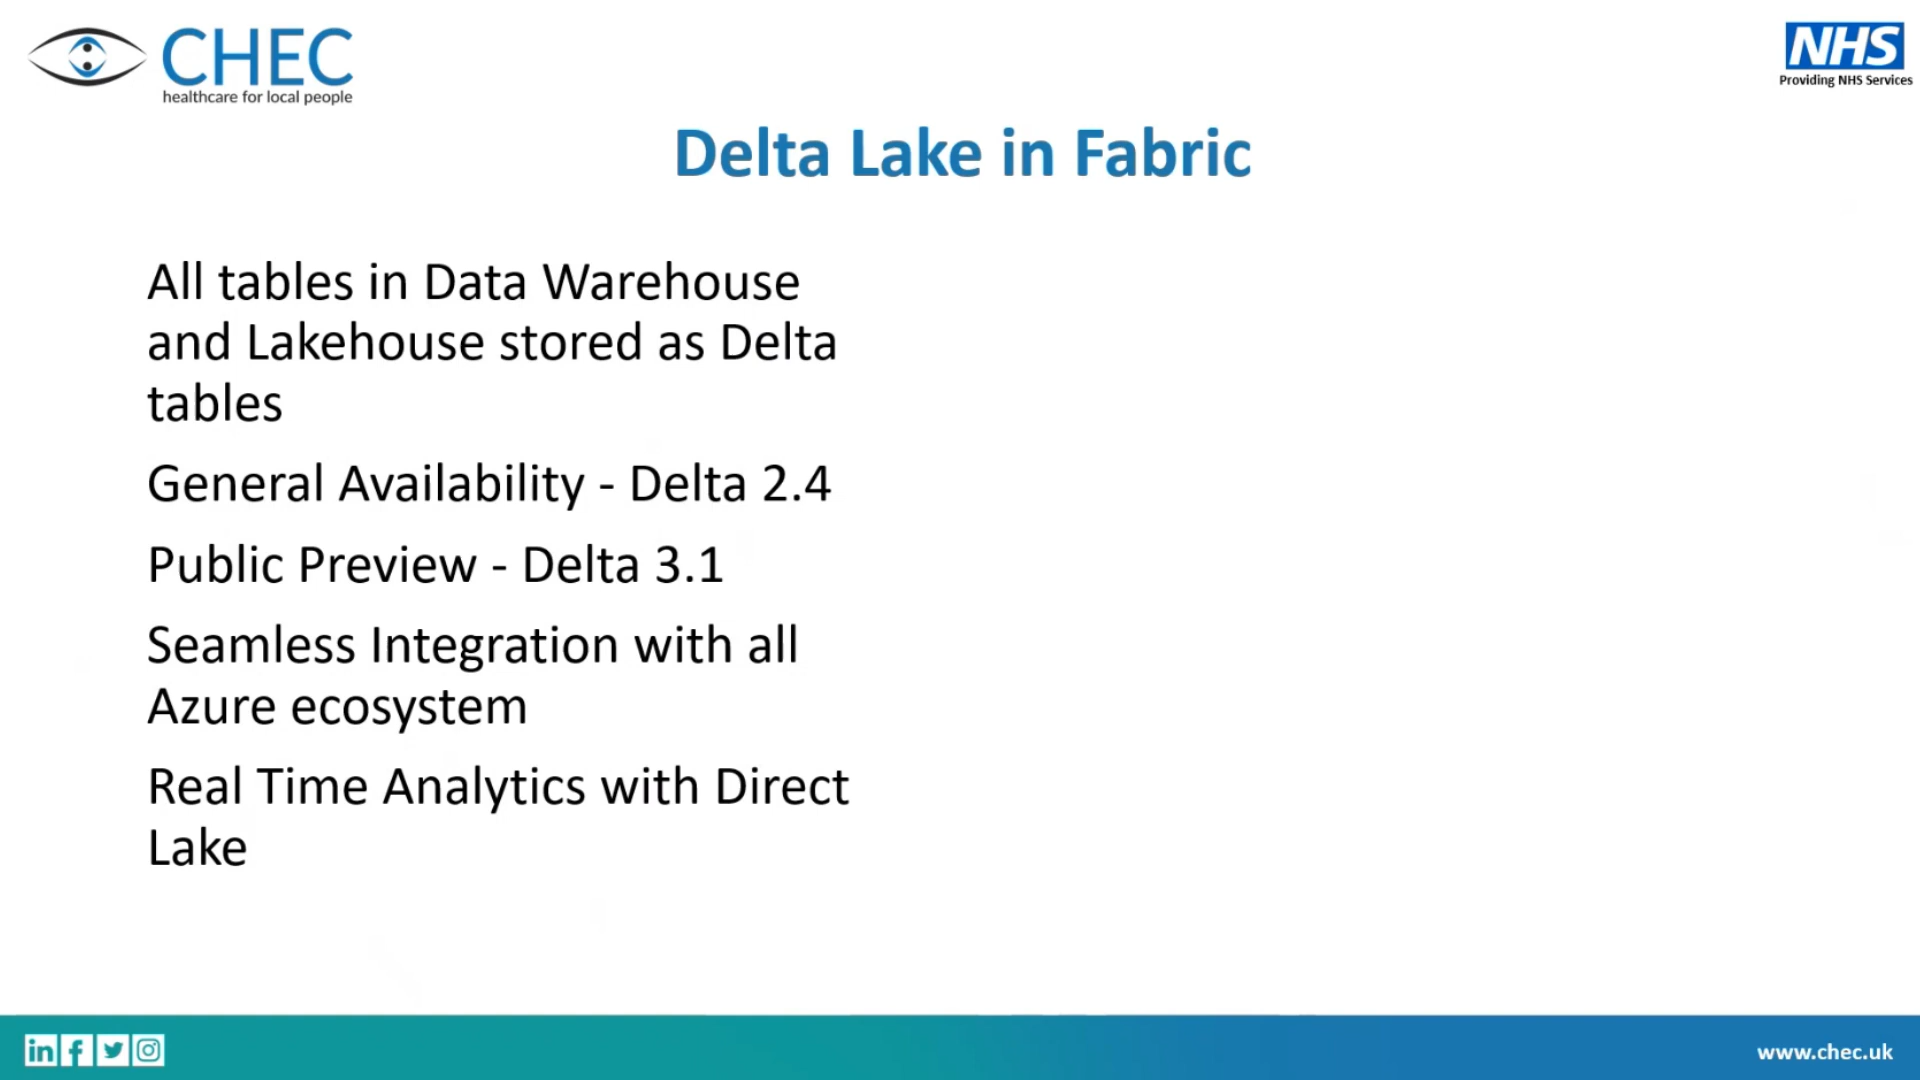 CHEC
healthcare for local people
NHS
Providing NHS Services
Delta Lake in Fabric
All tables in Data Warehouse
and Lakehouse stored as Delta
tables
General Availability - Delta 2.4
Public Preview - Delta 3.1
Seamless Integration with all
Azure ecosystem
Real Time Analytics with Direct
Lake
in f
www.chec.uk